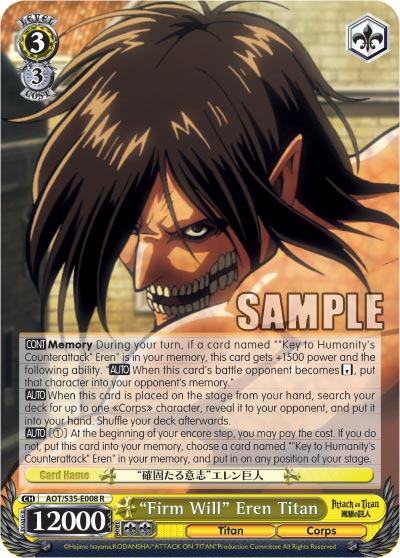 LEVEL
3
3
COST
SAMPLE
CONT Memory During your turn, if a card named ""Key to Humanity's
Counterattack" Eren" is in your memory, this card gets +1500 power and the
following ability. "AUTO When this card's battle opponent becomes, put
that character into your opponent's memory."
AUTO When this card is placed on the stage from your hand, search your
deck for up to one «Corps» character, reveal it to your opponent, and put it
into your hand. Shuffle your deck afterwards.
AUTO [①] At the beginning of your encore step, you may pay the cost. If you do
not, put this card into your memory, choose a card named ""Key to Humanity's
Counterattack" Eren" in your memory, and put in on any position of your stage.
Card Name "確固たる意志"エレン巨人
CH AOT/S35-E008 R
POWER 12000 SOUL
"Firm Will" Eren Titan
Titan Corps
Attack on Titan
進撃の巨人
©Hajime Isayama,KODANSHA/"ATTACK ON TITAN"Production Committee All Rights Reserved.